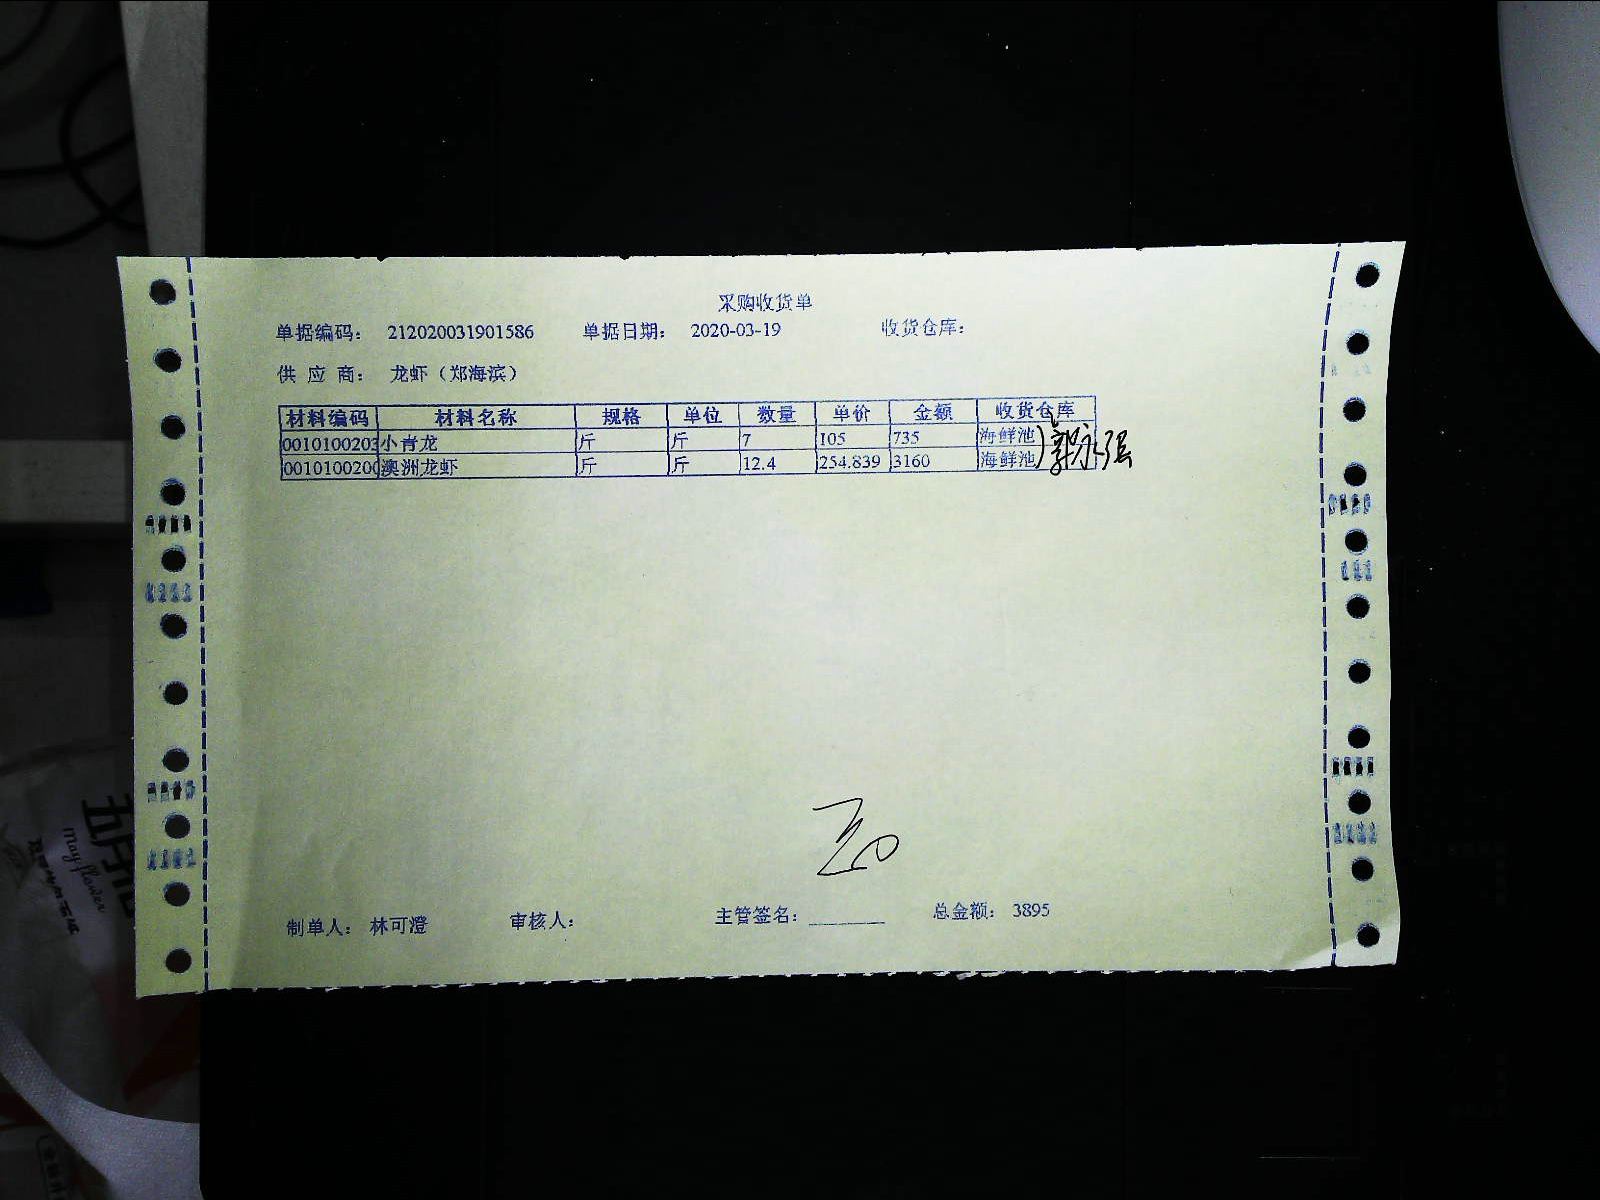 采购收货单
单据编码： 212020031901586 单据日期： 2020-03-19 收货仓库：
供 应 商： 龙虾（郑海滨）
材料编码 材料名称 规格 单位 数量 单价 金额 收货仓库
0010100203 小青龙 斤 斤 7 105 735 海鲜池
0010100200 澳洲龙虾 斤 斤 12.4 254.839 3160 海鲜池
制单人： 林可澄 审核人： 主管签名： 总金额： 3895
五月花
May flower